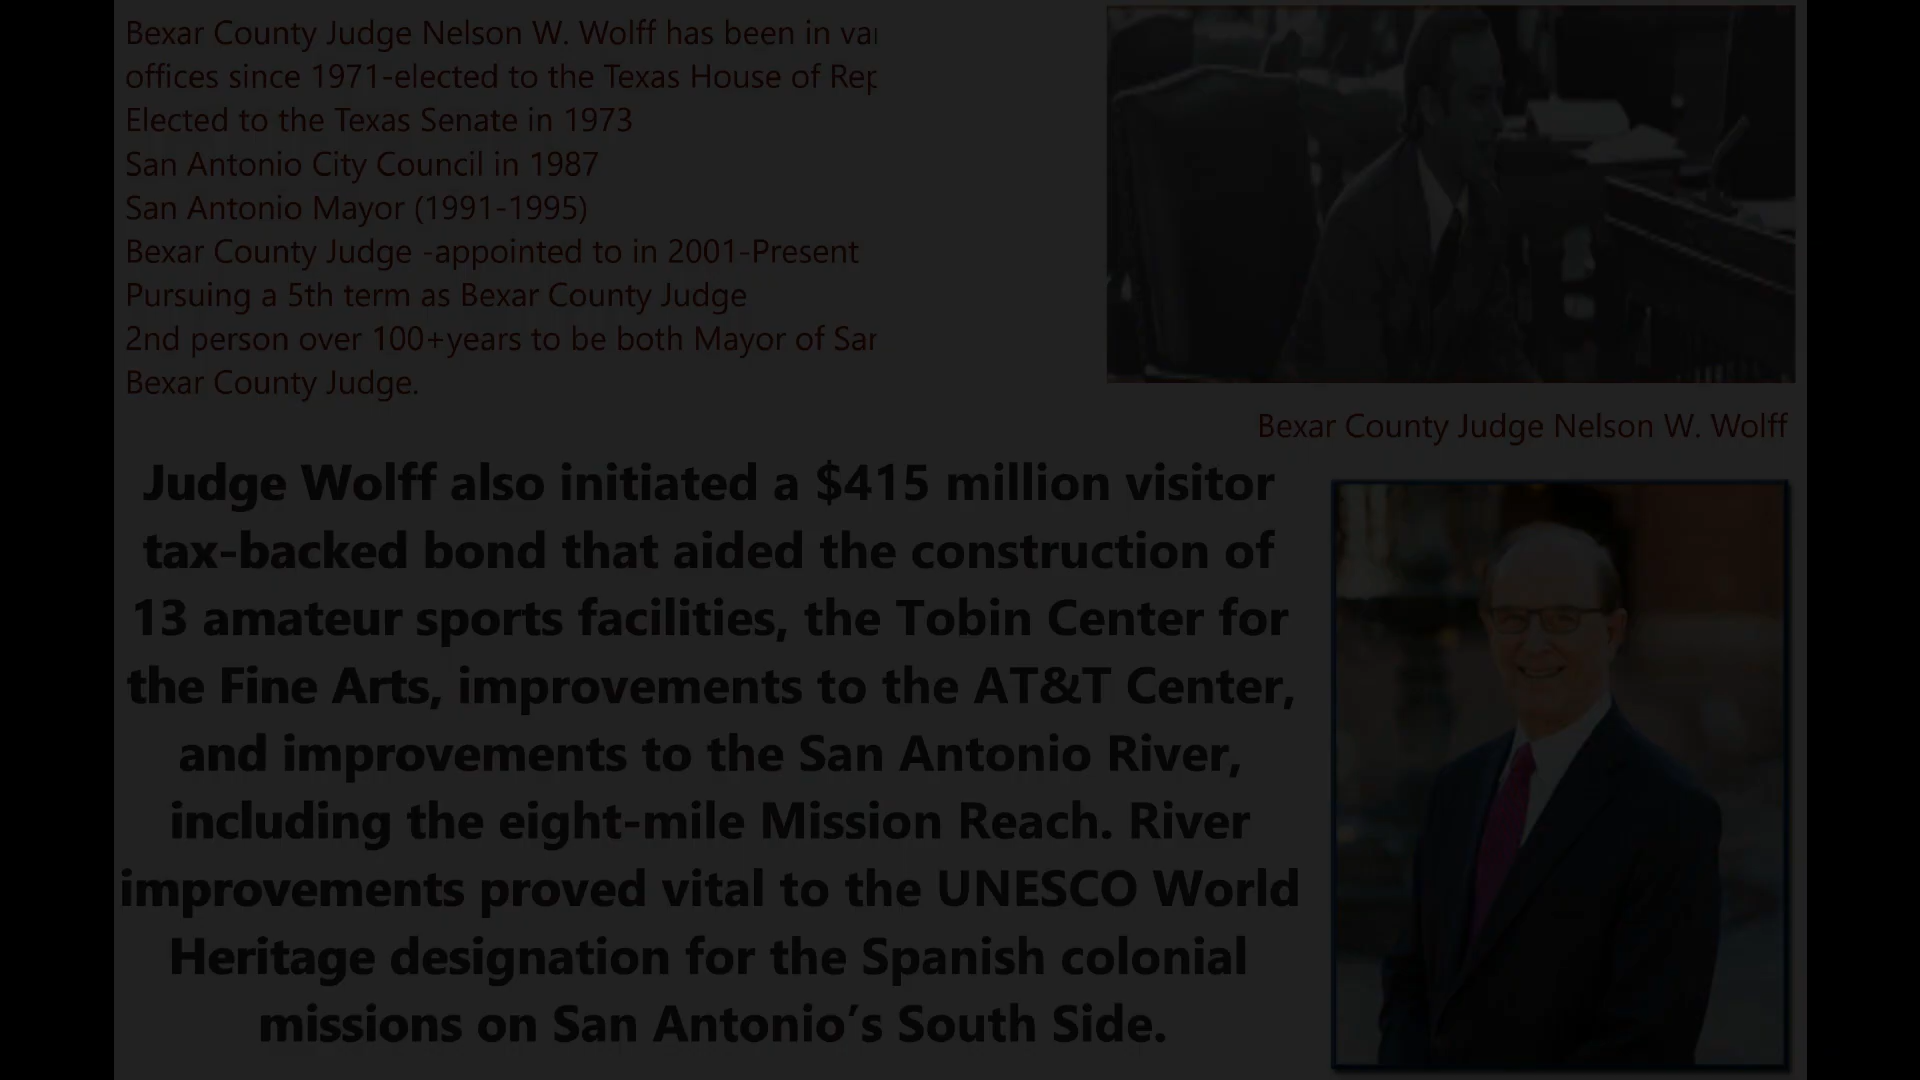 Bexar County Judge Nelson W. Wolff has been in
offices since 1971-elected to the Texas House of
Elected to the Texas Senate in 1973
San Antonio City Council in 1987
San Antonio Mayor (1991-1995)
Bexar County Judge -appointed to in 2001-Present
Pursuing a 5th term as Bexar County Judge
2nd person over 100+years to be both Mayor of
Bexar County Judge.
Bexar County Judge Nelson W. Wolff
Judge Wolff also initiated a $415 million visitor
tax-backed bond that aided the construction of
13 amateur sports facilities, the Tobin Center for
the Fine Arts, improvements to the AT&T Center,
and improvements to the San Antonio River,
including the eight-mile Mission Reach. River
improvements proved vital to the UNESCO World
Heritage designation for the Spanish colonial
missions on San Antonio’s South Side.